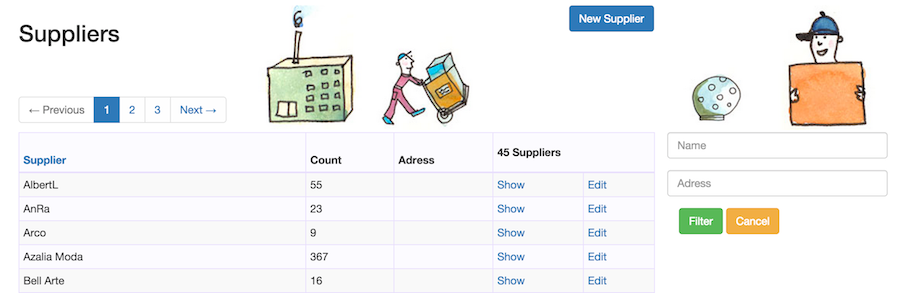 Suppliers
New Supplier
← Previous 1 2 3 Next →
Supplier Count Adress 45 Suppliers
AlbertL 55 Show Edit
AnRa 23 Show Edit
Arco 9 Show Edit
Azalia Moda 367 Show Edit
Bell Arte 16 Show Edit
Name
Adress
Filter Cancel